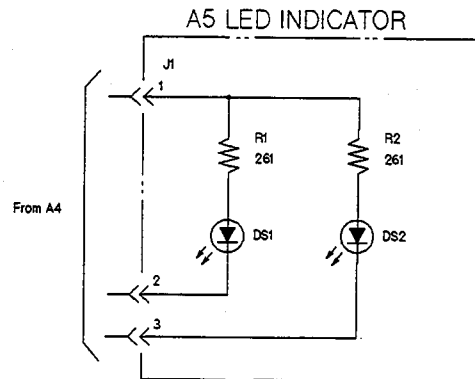 A5 LED INDICATOR
J1
1
R1
261
R2
261
From A4
DS1
DS2
2
3